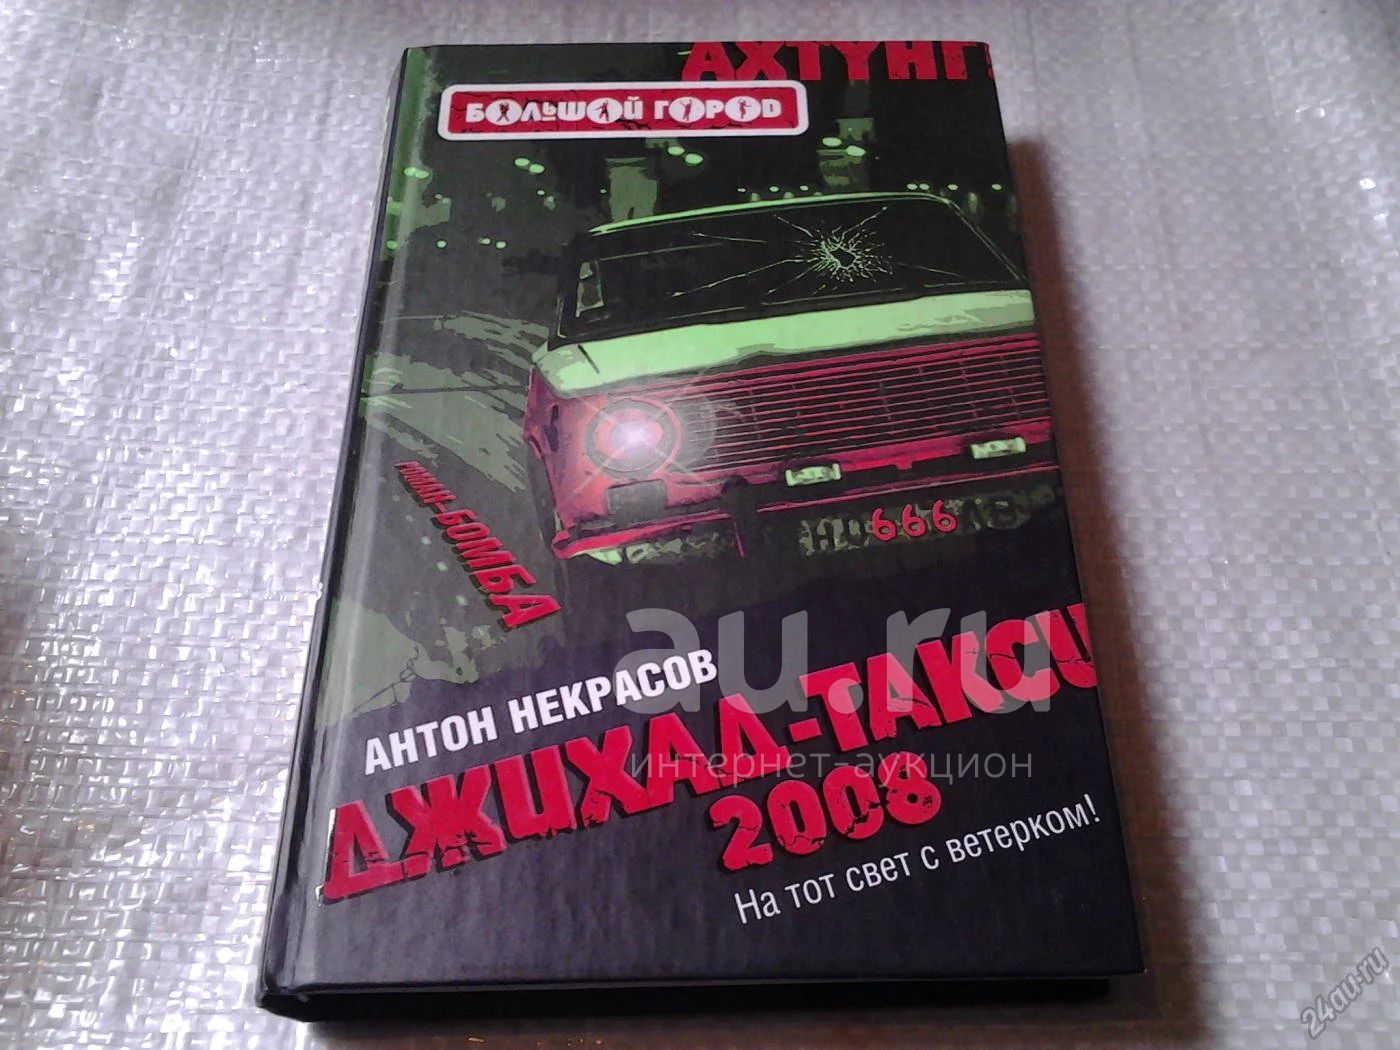 АХТУНГ!
БОЛЬШОЙ ГОРОД
666
РОМАН-БОМБА
АНТОН НЕКРАСОВ
ДЖИХАД-ТАКСИ
2008
На тот свет с ветерком!
au.ru
интернет-аукцион
24au.ru